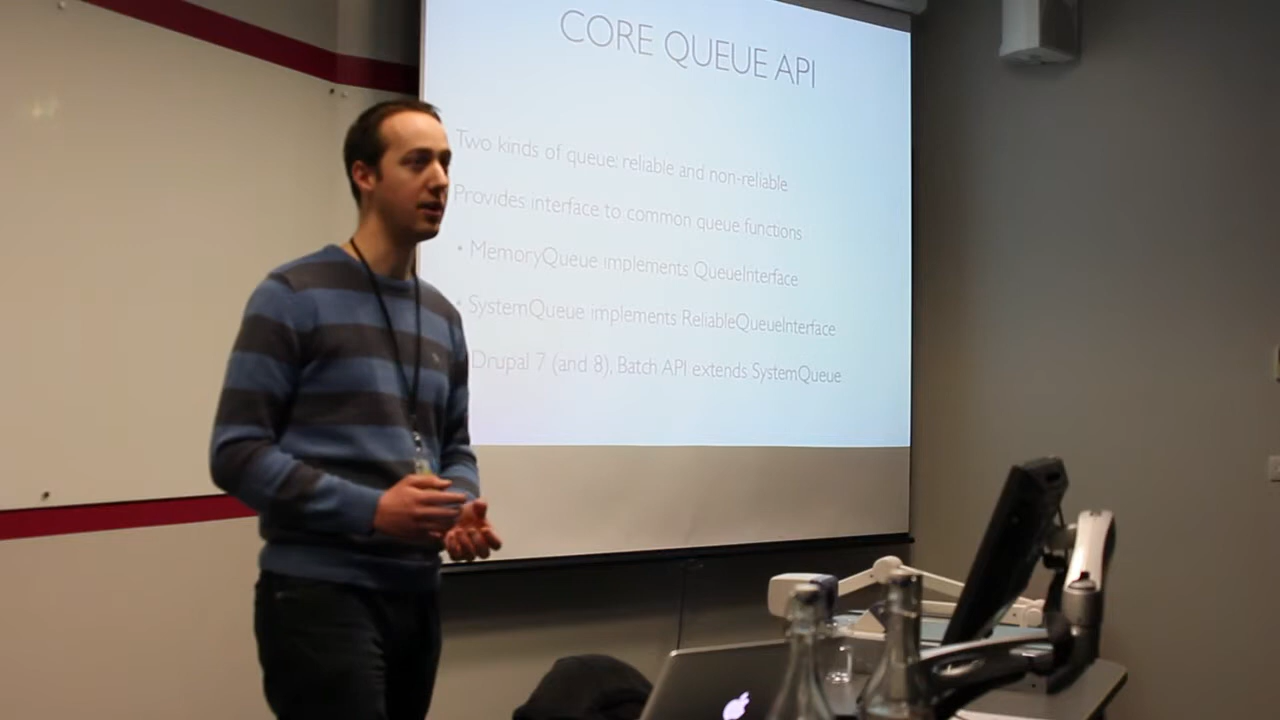 CORE QUEUE API
Two kinds of queue: reliable and non-reliable
Provides interface to common queue functions
• MemoryQueue implements QueueInterface
• SystemQueue implements ReliableQueueInterface
Drupal 7 (and 8), Batch API extends SystemQueue